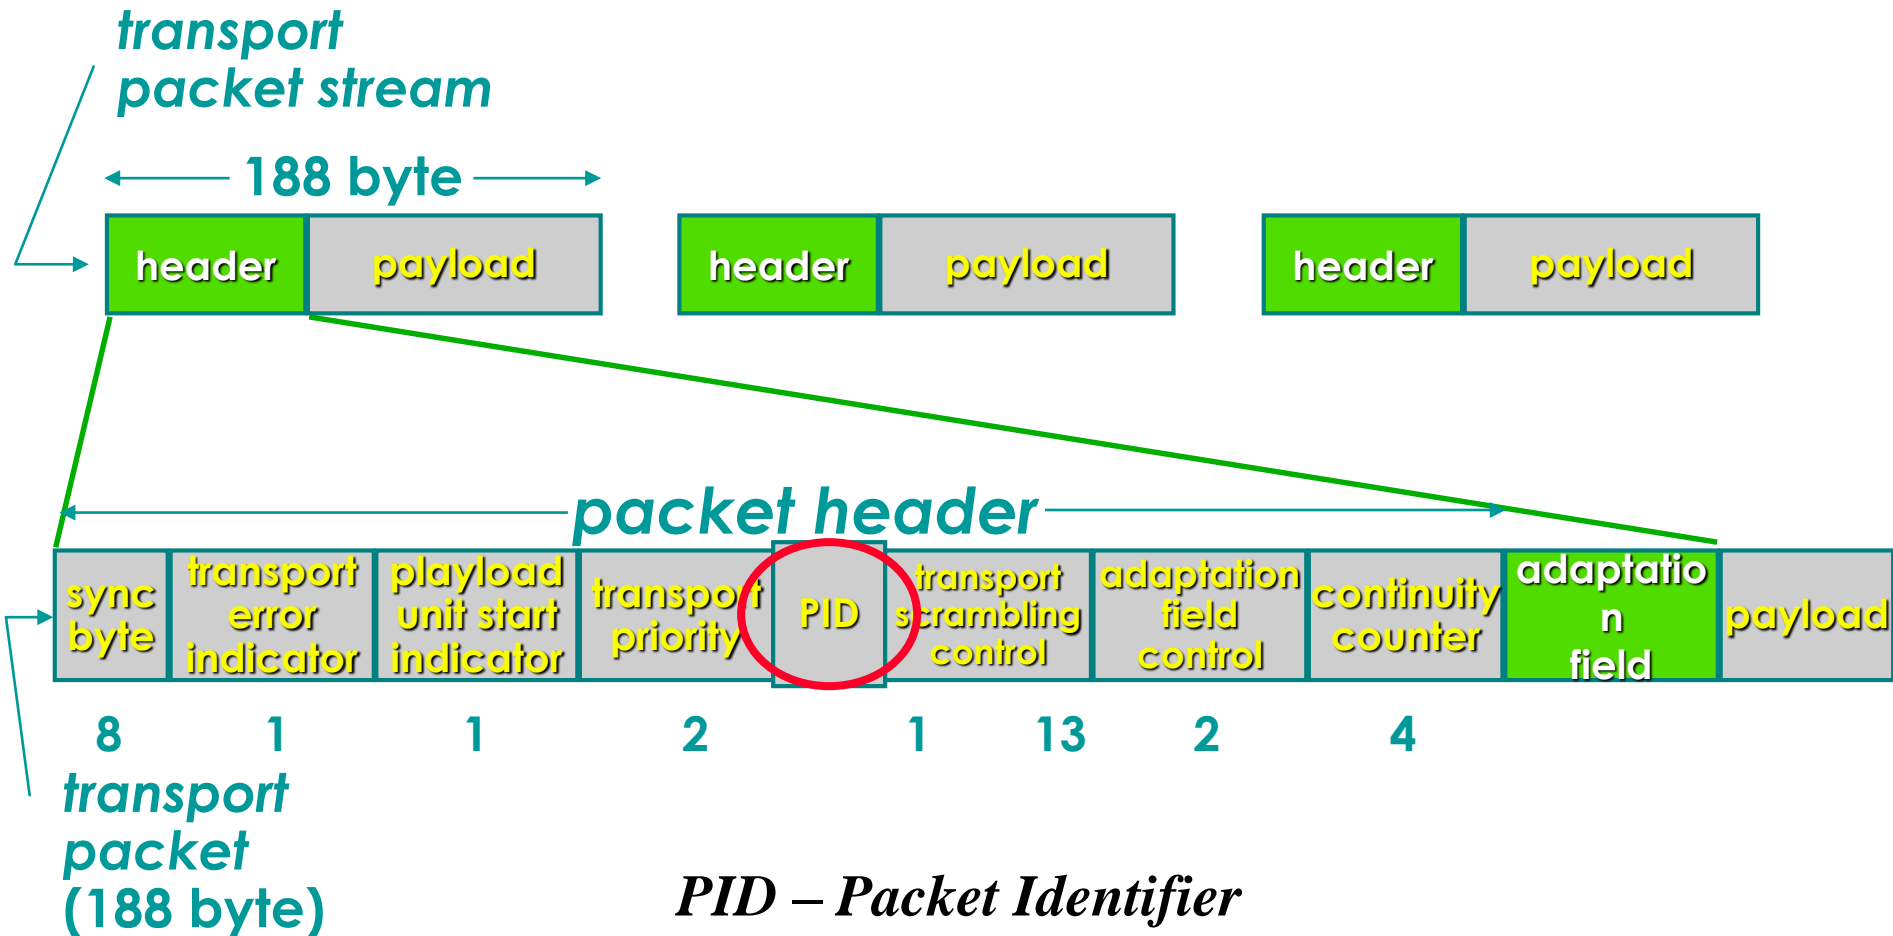 transport
packet stream
188 byte
header payload header payload header payload
packet header
sync
byte
transport
error
indicator
playload
unit start
indicator
transport
priority
PID
transport
scrambling
control
adaptation
field
control
continuity
counter
adaptatio
n
field
payload
8 1 1 2 1 13 2 4
transport
packet
(188 byte)
PID – Packet Identifier